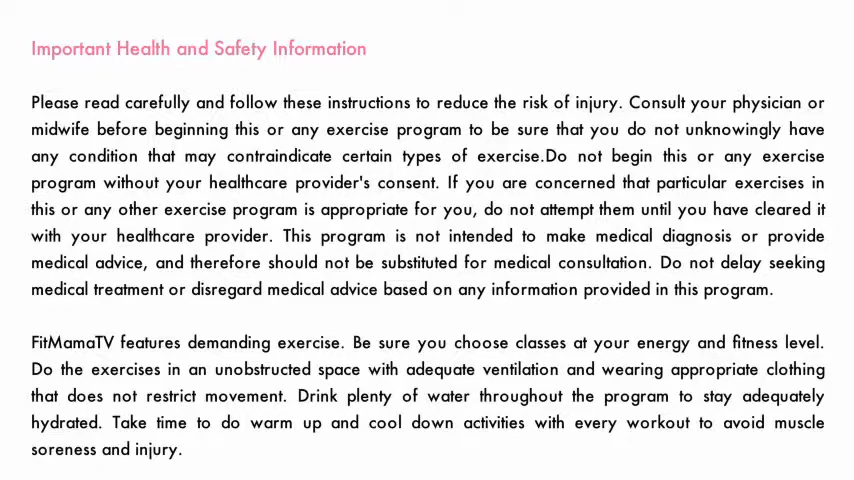 Important Health and Safety Information
Please read carefully and follow these instructions to reduce the risk of injury. Consult your physician or
midwife before beginning this or any exercise program to be sure that you do not unknowingly have
any condition that may contraindicate certain types of exercise.Do not begin this or any exercise
program without your healthcare provider's consent. If you are concerned that particular exercises in
this or any other exercise program is appropriate for you, do not attempt them until you have cleared it
with your healthcare provider. This program is not intended to make medical diagnosis or provide
medical advice, and therefore should not be substituted for medical consultation. Do not delay seeking
medical treatment or disregard medical advice based on any information provided in this program.
FitMamaTV features demanding exercise. Be sure you choose classes at your energy and fitness level.
Do the exercises in an unobstructed space with adequate ventilation and wearing appropriate clothing
that does not restrict movement. Drink plenty of water throughout the program to stay adequately
hydrated. Take time to do warm up and cool down activities with every workout to avoid muscle
soreness and injury.